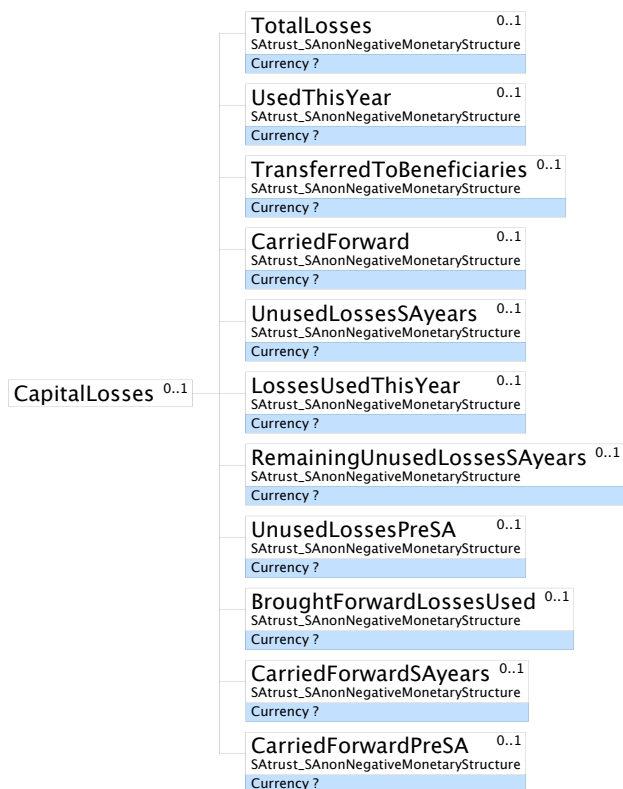 TotalLosses 0..1
SAtrust_SAnonNegativeMonetaryStructure
Currency ?
UsedThisYear 0..1
SAtrust_SAnonNegativeMonetaryStructure
Currency ?
TransferredToBeneficiaries 0..1
SAtrust_SAnonNegativeMonetaryStructure
Currency ?
CarriedForward 0..1
SAtrust_SAnonNegativeMonetaryStructure
Currency ?
UnusedLossesSAyears 0..1
SAtrust_SAnonNegativeMonetaryStructure
Currency ?
CapitalLosses 0..1
LossesUsedThisYear 0..1
SAtrust_SAnonNegativeMonetaryStructure
Currency ?
RemainingUnusedLossesSAyears 0..1
SAtrust_SAnonNegativeMonetaryStructure
Currency ?
UnusedLossesPreSA 0..1
SAtrust_SAnonNegativeMonetaryStructure
Currency ?
BroughtForwardLossesUsed 0..1
SAtrust_SAnonNegativeMonetaryStructure
Currency ?
CarriedForwardSAyears 0..1
SAtrust_SAnonNegativeMonetaryStructure
Currency ?
CarriedForwardPreSA 0..1
SAtrust_SAnonNegativeMonetaryStructure
Currency ?